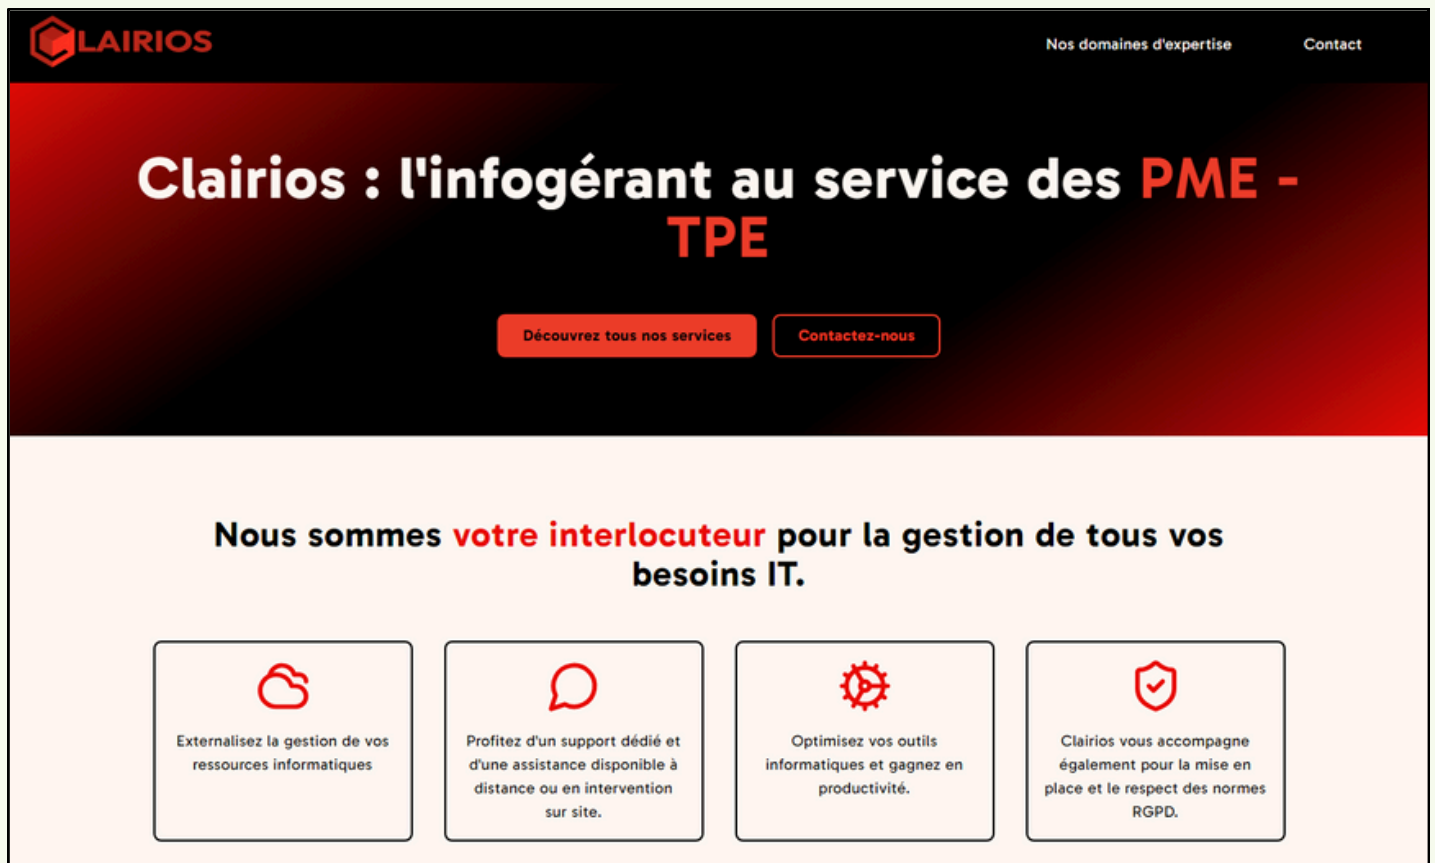 CLAIRIOS
Nos domaines d'expertise
Contact
Clairios : l'infogérant au service des PME -
TPE
Découvrez tous nos services
Contactez-nous
Nous sommes votre interlocuteur pour la gestion de tous vos
besoins IT.
Externalisez la gestion de vos
ressources informatiques
Profitez d'un support dédié et
d'une assistance disponible à
distance ou en intervention
sur site.
Optimisez vos outils
informatiques et gagnez en
productivité.
Clairios vous accompagne
également pour la mise en
place et le respect des normes
RGPD.